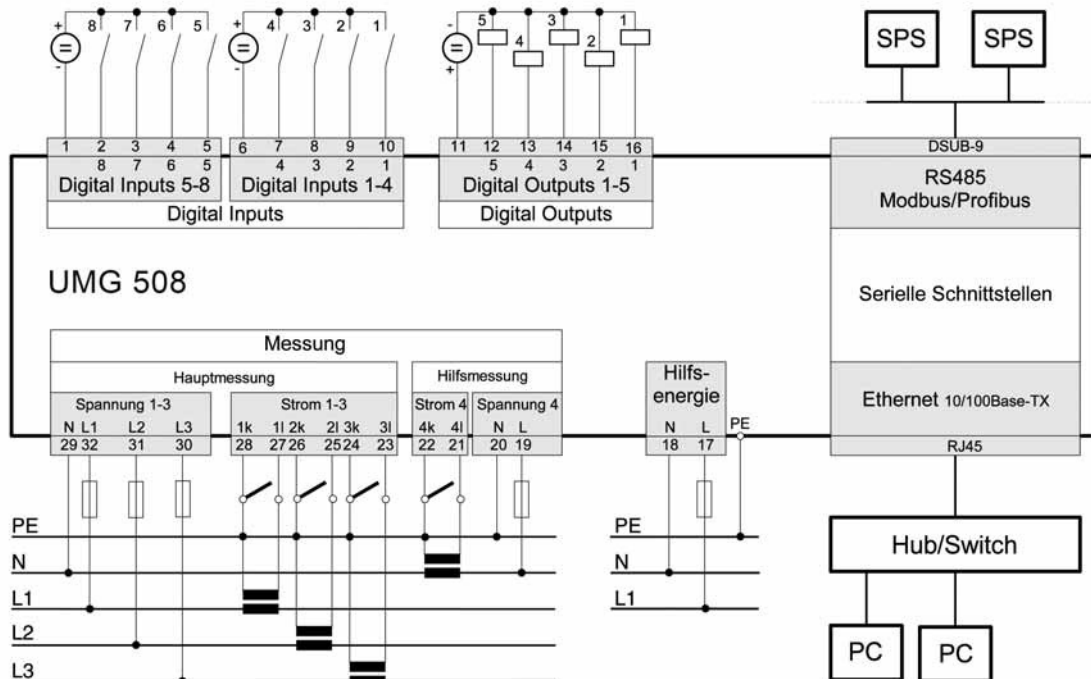 + 8 7 6 5 + 4 3 2 1 - 5 4 3 2 1
- - +
SPS SPS
1 2 3 4 5 6 7 8 9 10 11 12 13 14 15 16
8 7 6 5 4 3 2 1 5 4 3 2 1
Digital Inputs 5-8 Digital Inputs 1-4 Digital Outputs 1-5
Digital Inputs Digital Outputs
DSUB-9
RS485
Modbus/Profibus
Serielle Schnittstellen
Ethernet 10/100Base-TX
RJ45
UMG 508
Messung
Hauptmessung Hilfsmessung
Spannung 1-3 Strom 1-3 Strom 4 Spannung 4
N L1 L2 L3 1k 1l 2k 2l 3k 3l 4k 4l N L
29 32 31 30 28 27 26 25 24 23 22 21 20 19
Hilfs-
energie
N L PE
18 17
PE
N
L1
L2
L3
PE
N
L1
Hub/Switch
PC PC